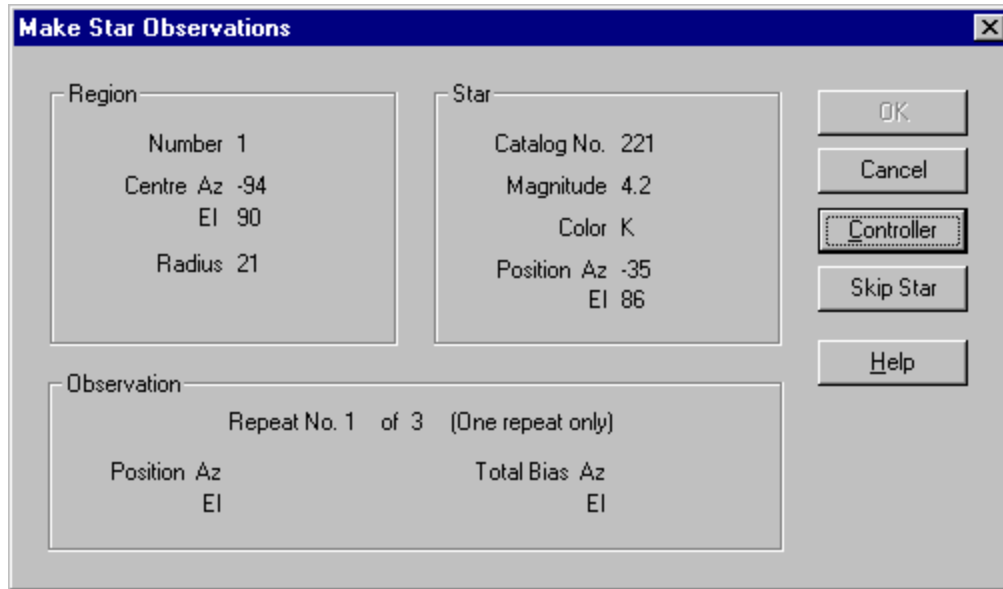 Make Star Observations
Region
Number 1
Centre Az -94
El 90
Radius 21
Star
Catalog No. 221
Magnitude 4.2
Color K
Position Az -35
El 86
OK
Cancel
Controller
Skip Star
Help
Observation
Repeat No. 1 of 3 (One repeat only)
Position Az
El
Total Bias Az
El